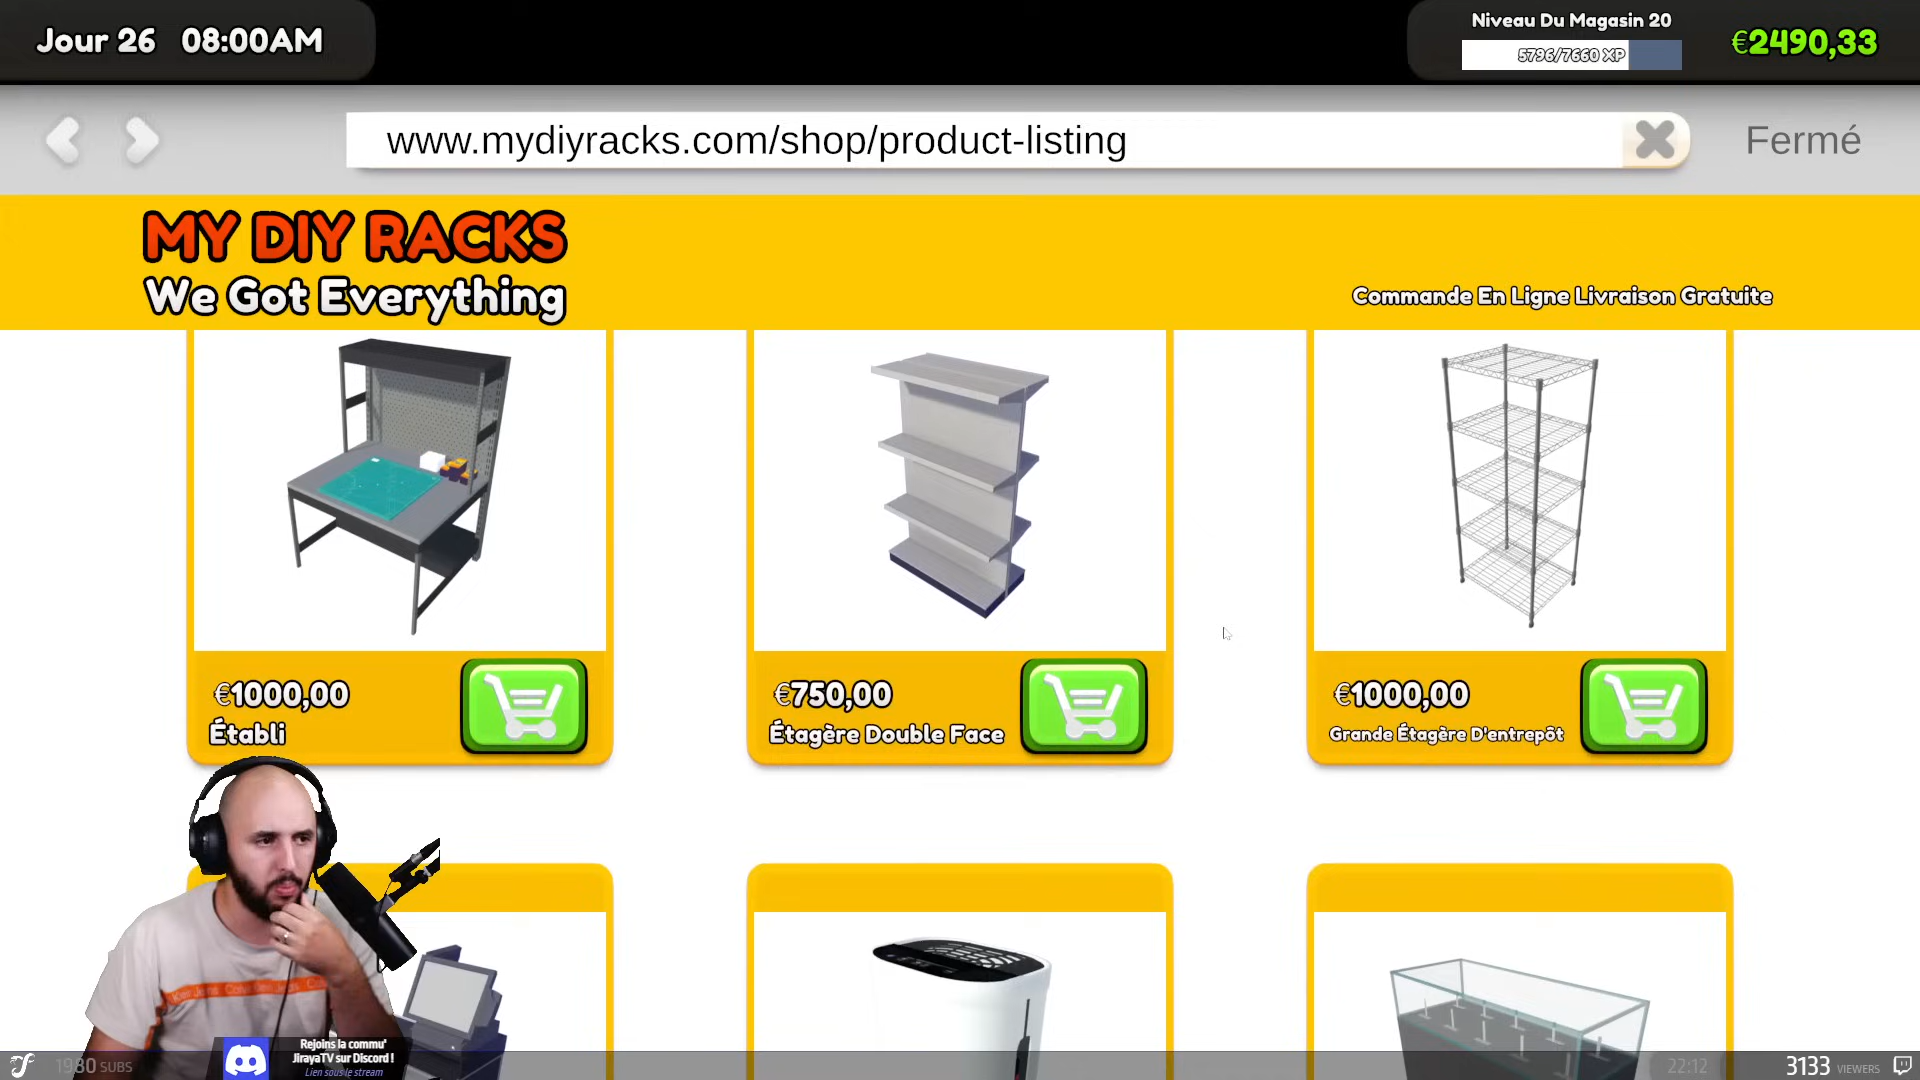 Jour 26 08:00AM
Niveau Du Magasin 20
5796/7660 XP
€2490,33
www.mydiyracks.com/shop/product-listing
Fermé
MY DIY RACKS
We Got Everything
Commande En Ligne Livraison Gratuite
€1000,00
Établi
€750,00
Étagère Double Face
€1000,00
Grande Étagère D'entrepôt
Rejoins la commu'
JirayaTV sur Discord !
Lien sous le stream
1980 SUBS
22:12
3133 VIEWERS